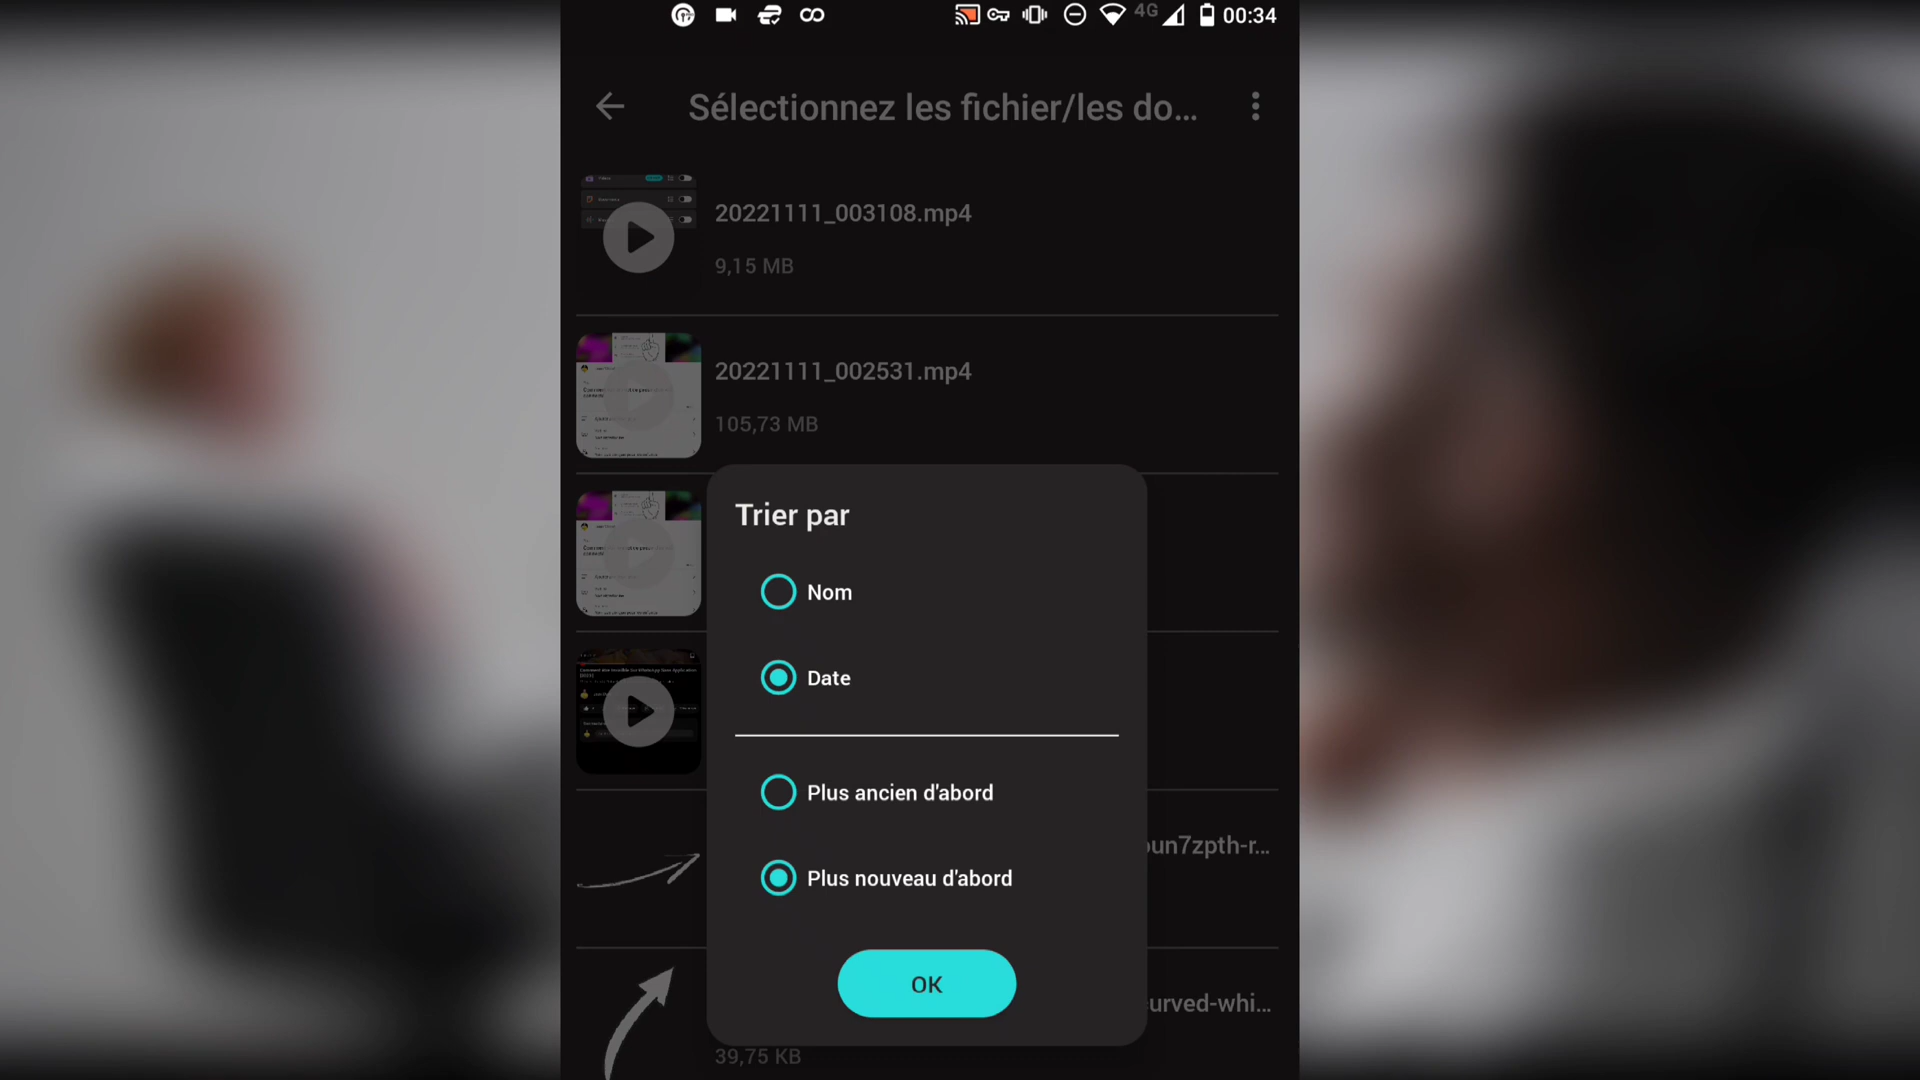 4G 00:34
Sélectionnez les fichier/les do...
20221111_003108.mp4
9,15 MB
20221111_002531.mp4
105,73 MB
Trier par
Nom
Date
Plus ancien d'abord
oun7zpth-r...
Plus nouveau d'abord
OK
urved-whi...
39,75 KB